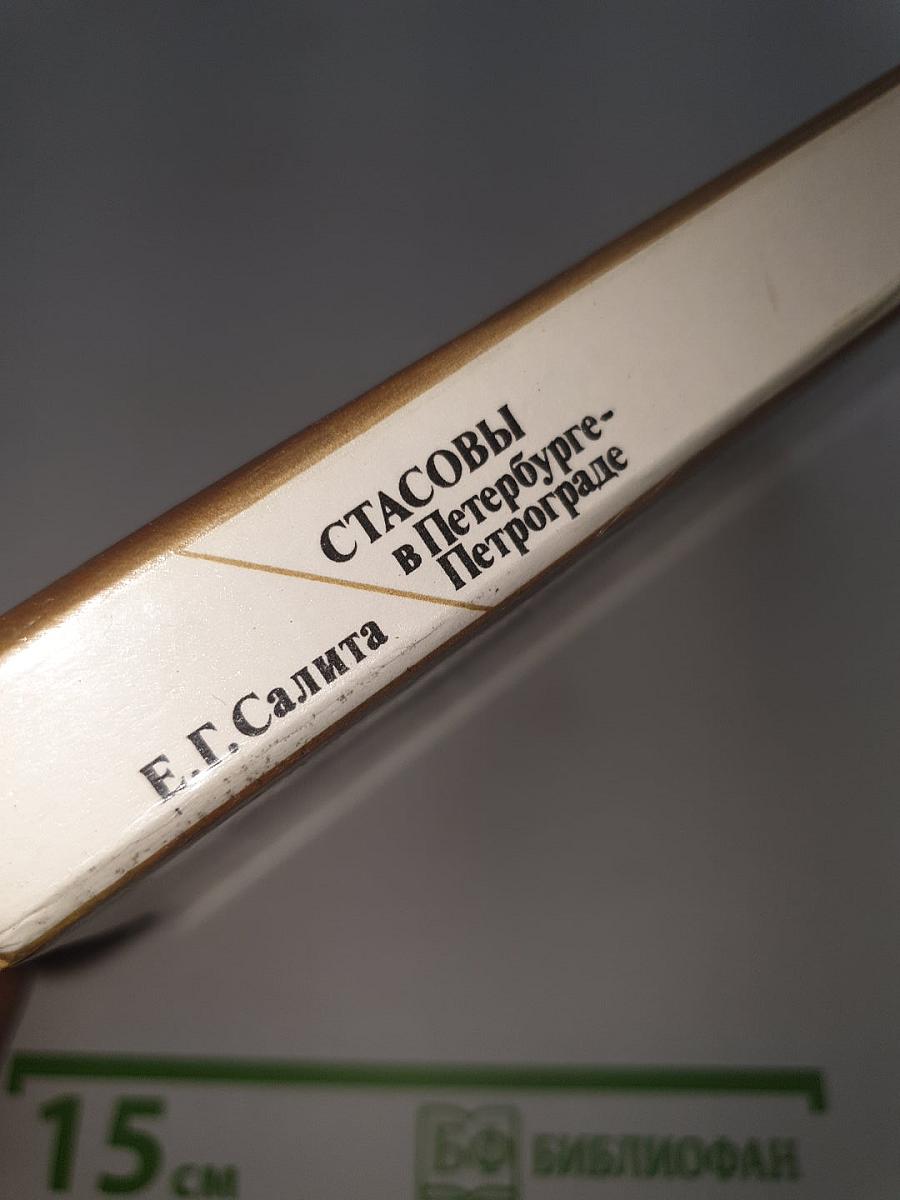 СТАСОВЫ
в Петербурге-
Петрограде
Е.Г.Салита
15 см
БФ БИБЛИОФАН